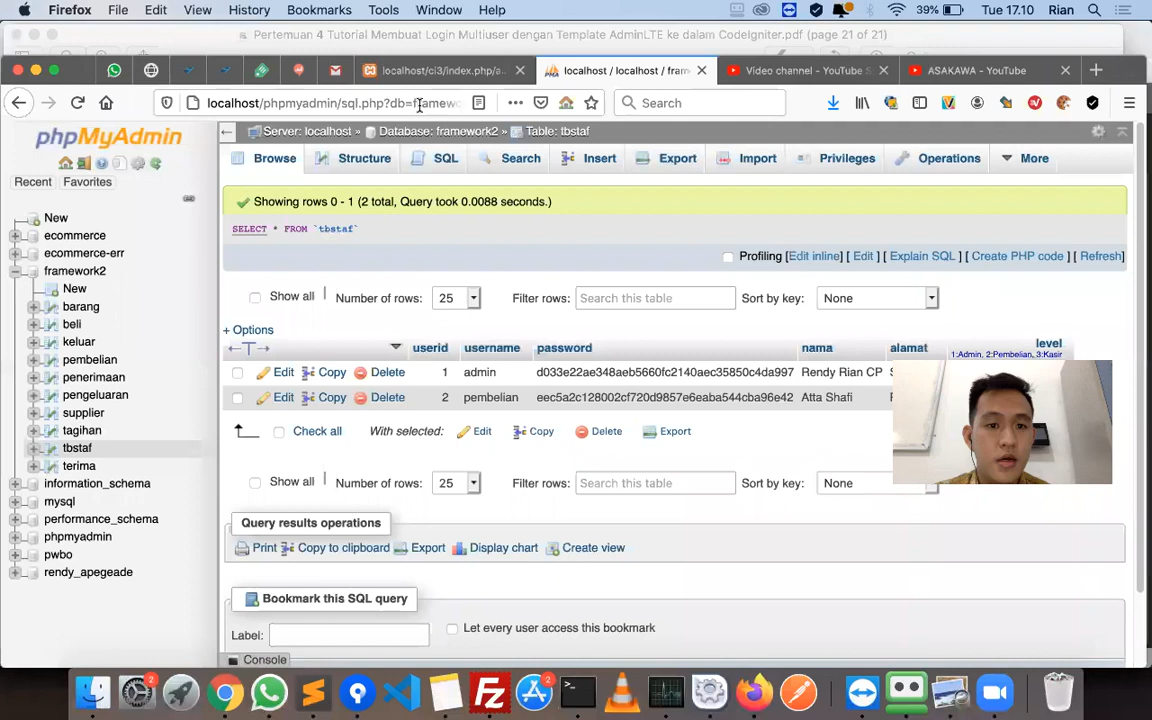 Firefox File Edit View History Bookmarks Tools Window Help 39% Tue 17.10 Rian
Pertemuan 4 Tutorial Membuat Login Multiuser dengan Template AdminLTE ke dalam CodeIgniter.pdf (page 21 of 21)
localhost/ci3/index.php/a... localhost / localhost / fram Video channel - YouTube S ASAKAWA - YouTube
localhost/phpmyadmin/sql.php?db=framew Search
phpMyAdmin
Recent Favorites
New
ecommerce
ecommerce-err
framework2
New
barang
beli
keluar
pembelian
penerimaan
pengeluaran
supplier
tagihan
tbstaf
terima
information_schema
mysql
performance_schema
phpmyadmin
pwbo
rendy_apegeade
Server: localhost » Database: framework2 » Table: tbstaf
Browse Structure SQL Search Insert Export Import Privileges Operations More
Showing rows 0 - 1 (2 total, Query took 0.0088 seconds.)
SELECT * FROM `tbstaf`
Profiling [Edit inline] [ Edit ] [ Explain SQL ] [ Create PHP code ] [ Refresh]
Show all Number of rows: 25 Filter rows: Search this table Sort by key: None
+ Options
userid username password nama alamat level
1:Admin, 2:Pembelian, 3:Kasir
Edit Copy Delete 1 admin d033e22ae348aeb5660fc2140aec35850c4da997 Rendy Rian CP
Edit Copy Delete 2 pembelian eec5a2c128002cf720d9857e6eaba544cba96e42 Atta Shafi
Check all With selected: Edit Copy Delete Export
Show all Number of rows: 25 Filter rows: Search this table Sort by key: None
Query results operations
Print Copy to clipboard Export Display chart Create view
Bookmark this SQL query
Label: Let every user access this bookmark
Console
2 2